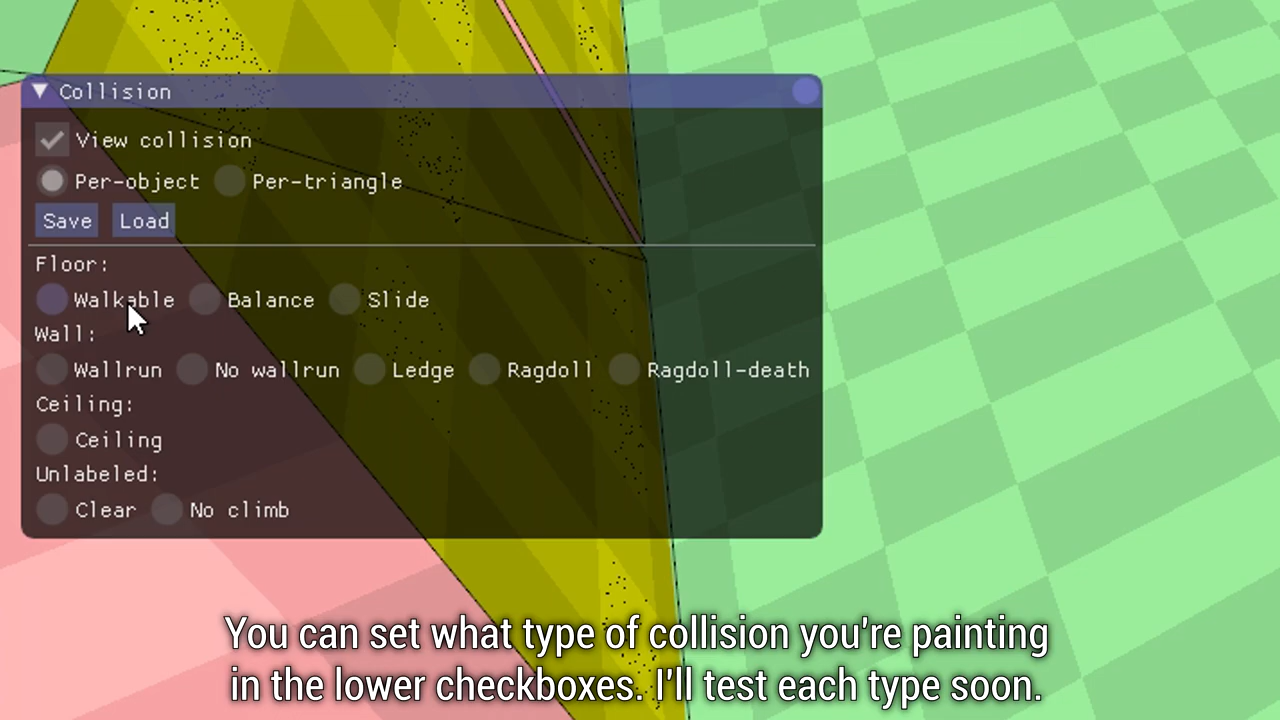 Collision
View collision
Per-object Per-triangle
Save Load
Floor:
Walkable Balance Slide
Wall:
Wallrun No wallrun Ledge Ragdoll Ragdoll-death
Ceiling:
Ceiling
Unlabeled:
Clear No climb
You can set what type of collision you're painting
in the lower checkboxes. I'll test each type soon.